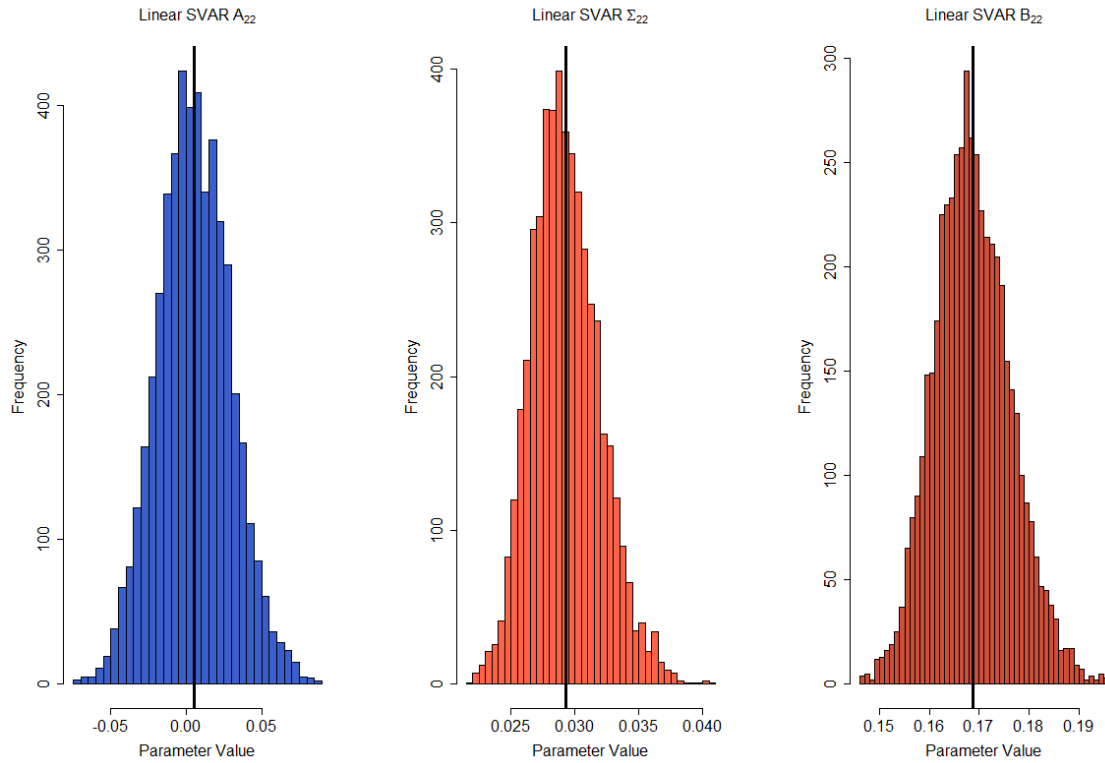 Linear SVAR A₂₂
Frequency
0
100
200
300
400
-0.05 0.00 0.05
Parameter Value
Linear SVAR Σ₂₂
Frequency
0
100
200
300
400
0.025 0.030 0.035 0.040
Parameter Value
Linear SVAR B₂₂
Frequency
0
50
100
150
200
250
300
0.15 0.16 0.17 0.18 0.19
Parameter Value